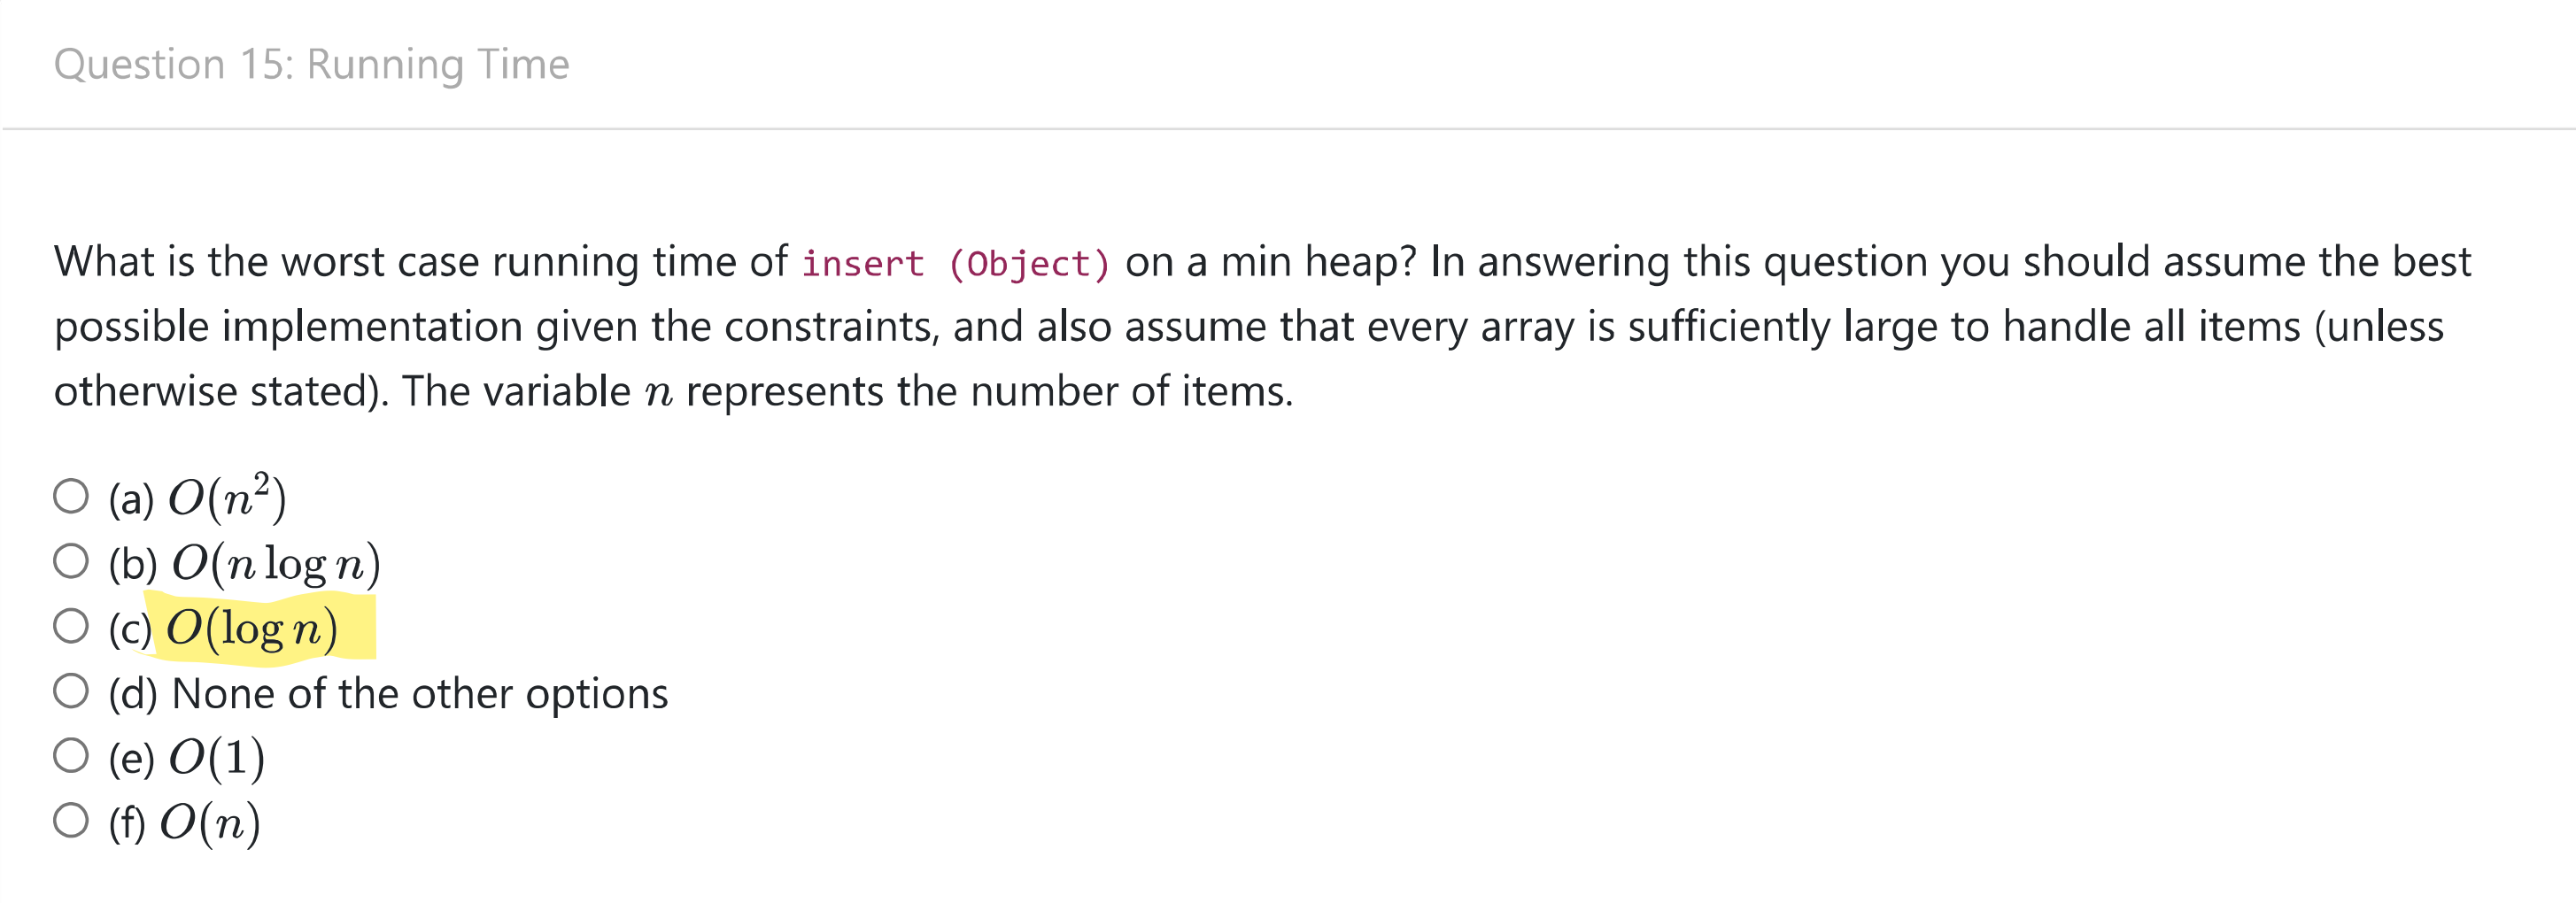 Question 15: Running Time
What is the worst case running time of insert (Object) on a min heap? In answering this question you should assume the best
possible implementation given the constraints, and also assume that every array is sufficiently large to handle all items (unless
otherwise stated). The variable n represents the number of items.
(a) O(n²)
(b) O(n log n)
(c) O(log n)
(d) None of the other options
(e) O(1)
(f) O(n)